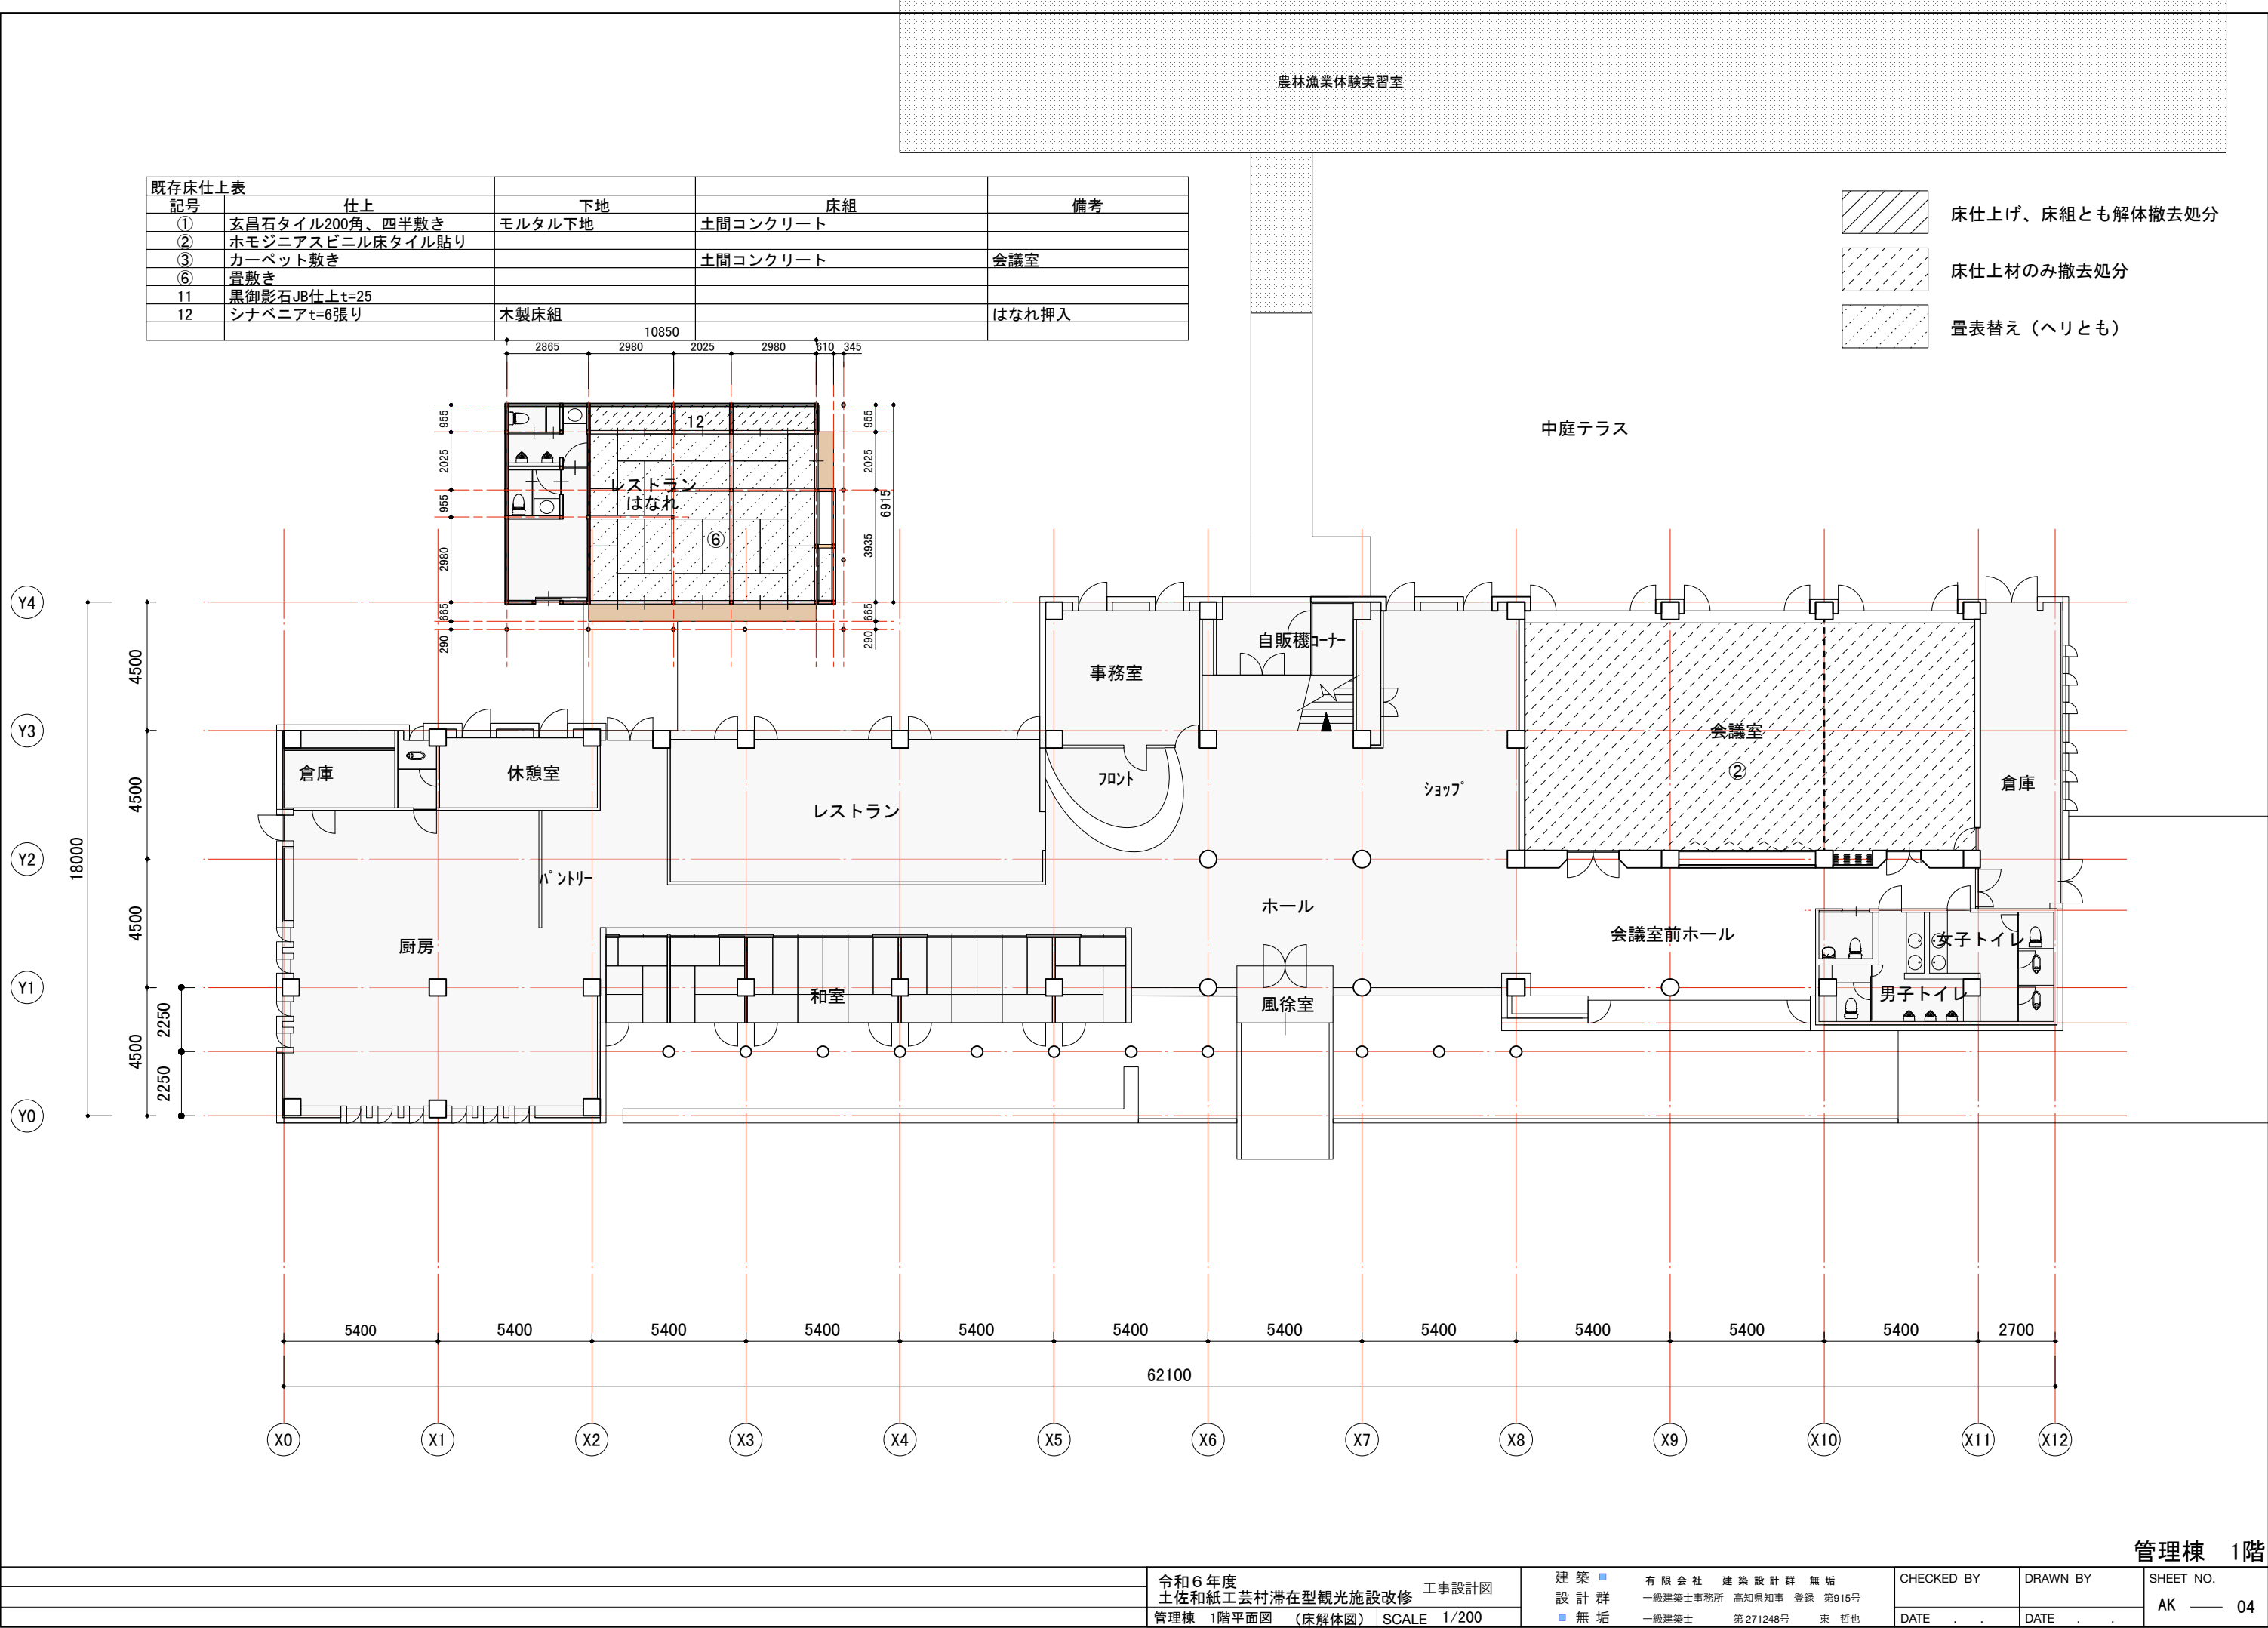 農林漁業体験実習室
既存床仕上表
記号 仕上 下地 床組 備考
① 玄昌石タイル200角、四半敷き モルタル下地 土間コンクリート
② ホモジニアスビニル床タイル貼り
③ カーペット敷き 土間コンクリート 会議室
⑥ 畳敷き
11 黒御影石JB仕上t=25
12 シナベニアt=6張り 木製床組 はなれ押入
床仕上げ、床組とも解体撤去処分
床仕上材のみ撤去処分
畳表替え（ヘリとも）
10850
2865 2980 2025 2980 610 345
955 2025 955 2980 665 290
12
レストラン
はなれ
⑥
955 2025 3935 665 290
6915
中庭テラス
Y4
Y3
Y2
Y1
Y0
18000
4500
4500
4500
4500
2250
2250
事務室
自販機ｺｰﾅｰ
会議室
②
倉庫
倉庫
休憩室
レストラン
ﾌﾛﾝﾄ
ｼｮｯﾌﾟ
ﾊﾟﾝﾄﾘｰ
厨房
和室
ホール
風徐室
会議室前ホール
女子トイレ
男子トイレ
5400 5400 5400 5400 5400 5400 5400 5400 5400 5400 5400 2700
62100
X0 X1 X2 X3 X4 X5 X6 X7 X8 X9 X10 X11 X12
管理棟 1階
令和６年度
土佐和紙工芸村滞在型観光施設改修 工事設計図
管理棟 1階平面図 （床解体図） SCALE 1/200
建築
設計群
無垢
有限会社 建築設計群 無垢
一級建築士事務所 高知県知事 登録 第915号
一級建築士 第271248号 東 哲也
CHECKED BY
DATE . .
DRAWN BY
DATE . .
SHEET NO.
AK — 04